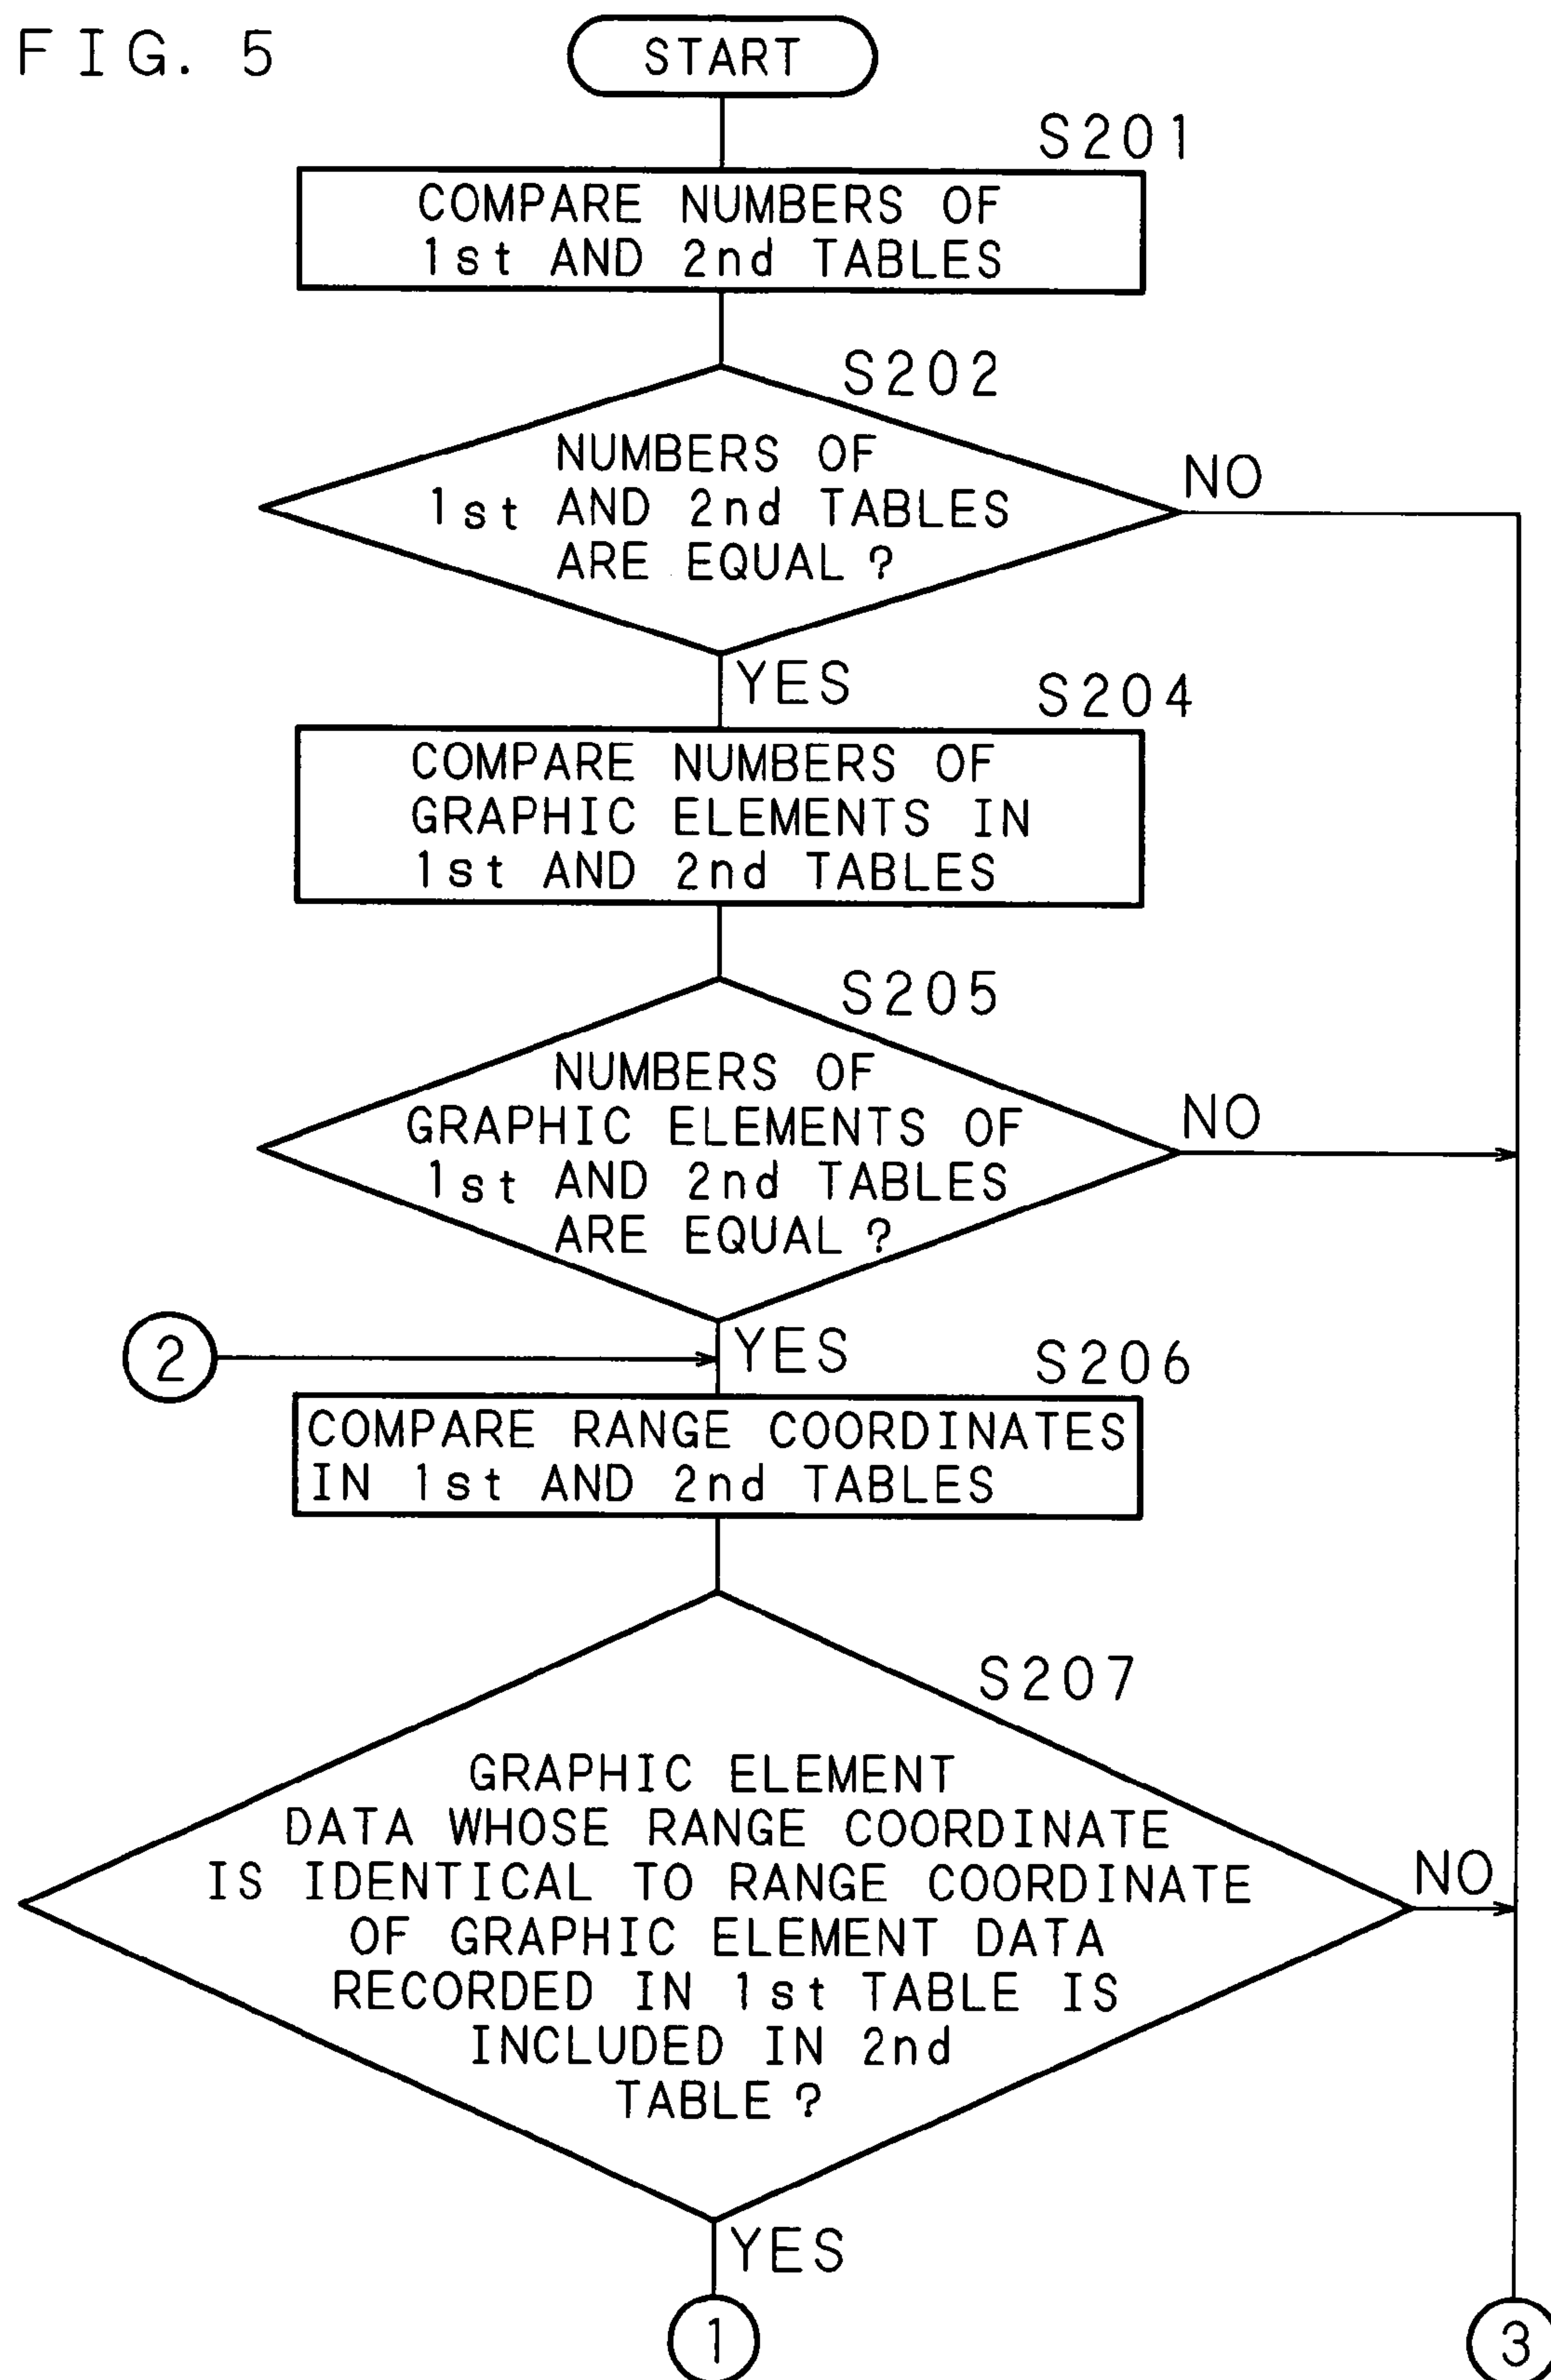 FIG. 5
START
S201
COMPARE NUMBERS OF
1st AND 2nd TABLES
S202
NUMBERS OF
1st AND 2nd TABLES
ARE EQUAL?
NO
YES
S204
COMPARE NUMBERS OF
GRAPHIC ELEMENTS IN
1st AND 2nd TABLES
S205
NUMBERS OF
GRAPHIC ELEMENTS OF
1st AND 2nd TABLES
ARE EQUAL?
NO
YES
2
S206
COMPARE RANGE COORDINATES
IN 1st AND 2nd TABLES
S207
GRAPHIC ELEMENT
DATA WHOSE RANGE COORDINATE
IS IDENTICAL TO RANGE COORDINATE
OF GRAPHIC ELEMENT DATA
RECORDED IN 1st TABLE IS
INCLUDED IN 2nd
TABLE?
NO
YES
1
3